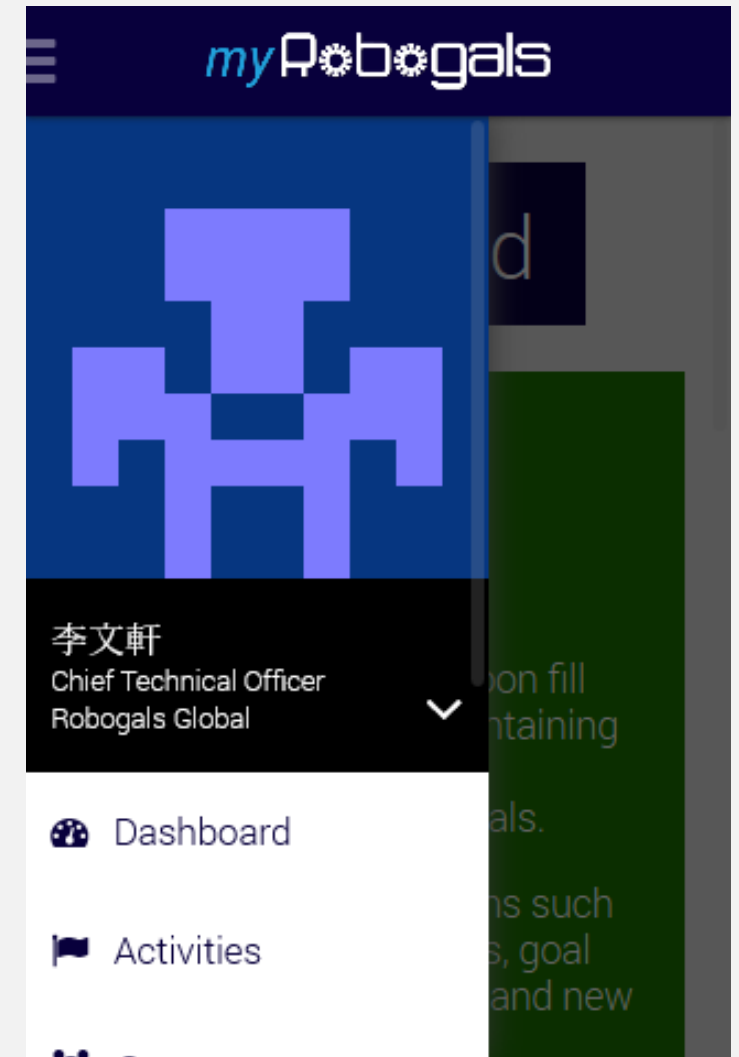 myRobogals
d
李文軒
Chief Technical Officer
Robogals Global
oon fill
ntaining
als.
ns such
s, goal
and new
Dashboard
Activities